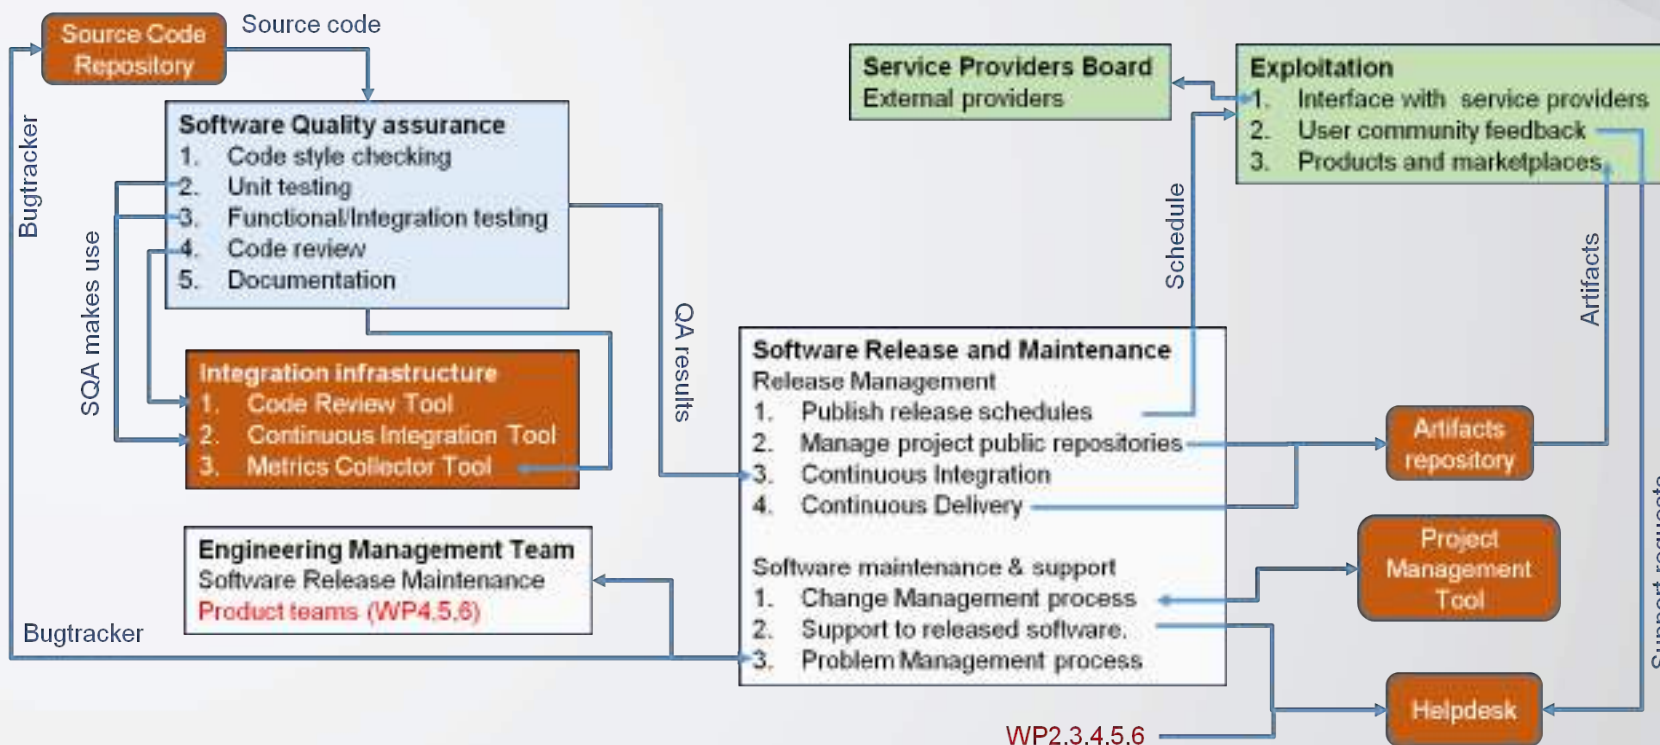 Source Code
Repository
Source code
Bugtracker
Software Quality assurance
1. Code style checking
2. Unit testing
3. Functional/Integration testing
4. Code review
5. Documentation
SQA makes use
Integration infrastructure
1. Code Review Tool
2. Continuous Integration Tool
3. Metrics Collector Tool
QA results
Engineering Management Team
Software Release Maintenance
Product teams (WP4,5,6)
Bugtracker
Service Providers Board
External providers
Exploitation
1. Interface with service providers
2. User community feedback
3. Products and marketplaces
Schedule
Artifacts
Software Release and Maintenance
Release Management
1. Publish release schedules
2. Manage project public repositories
3. Continuous Integration
4. Continuous Delivery
Software maintenance & support
1. Change Management process
2. Support to released software.
3. Problem Management process
Artifacts
repository
Project
Management
Tool
Support requests
Helpdesk
WP2,3,4,5,6